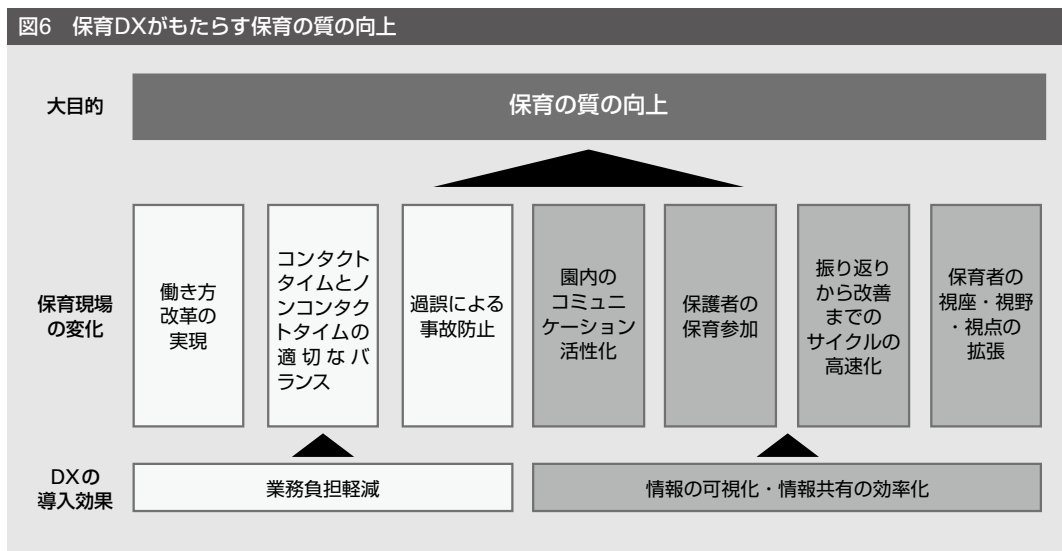 図6　保育DXがもたらす保育の質の向上
大目的
保育の質の向上
保育現場
の変化
働き方
改革の
実現
コンタクト
タイムとノ
ンコンタク
トタイムの
適切なバ
ランス
過誤による
事故防止
園内の
コミュニ
ケーション
活性化
保護者の
保育参加
振り返り
から改善
までの
サイクルの
高速化
保育者の
視座・視野
・視点の
拡張
DXの
導入効果
業務負担軽減
情報の可視化・情報共有の効率化